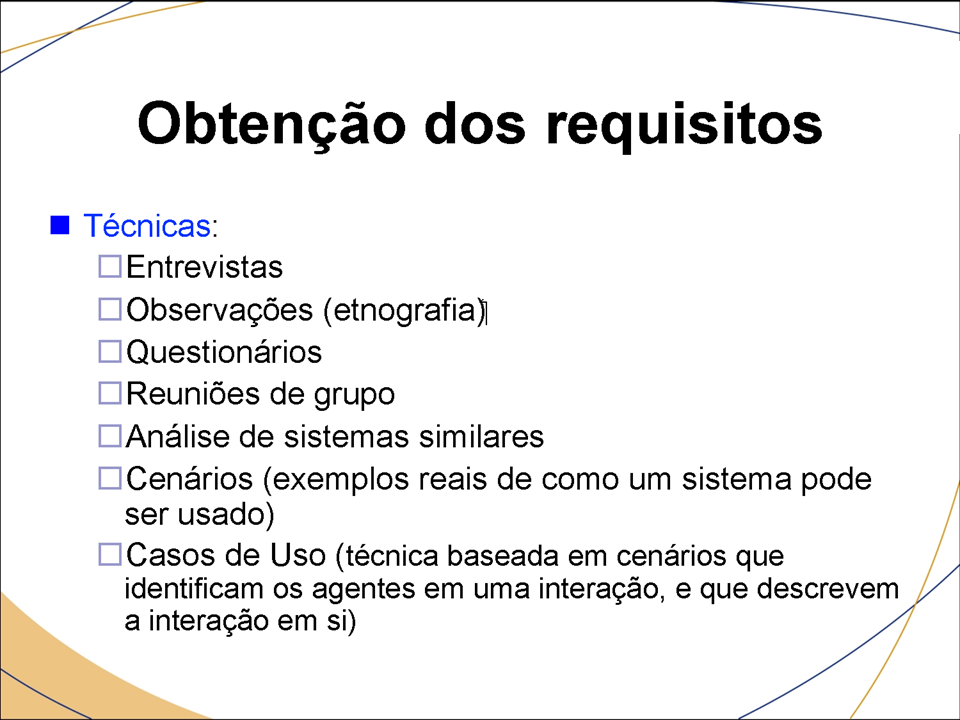 Obtenção dos requisitos
Técnicas:
Entrevistas
Observações (etnografia)
Questionários
Reuniões de grupo
Análise de sistemas similares
Cenários (exemplos reais de como um sistema pode
ser usado)
Casos de Uso (técnica baseada em cenários que
identificam os agentes em uma interação, e que descrevem
a interação em si)